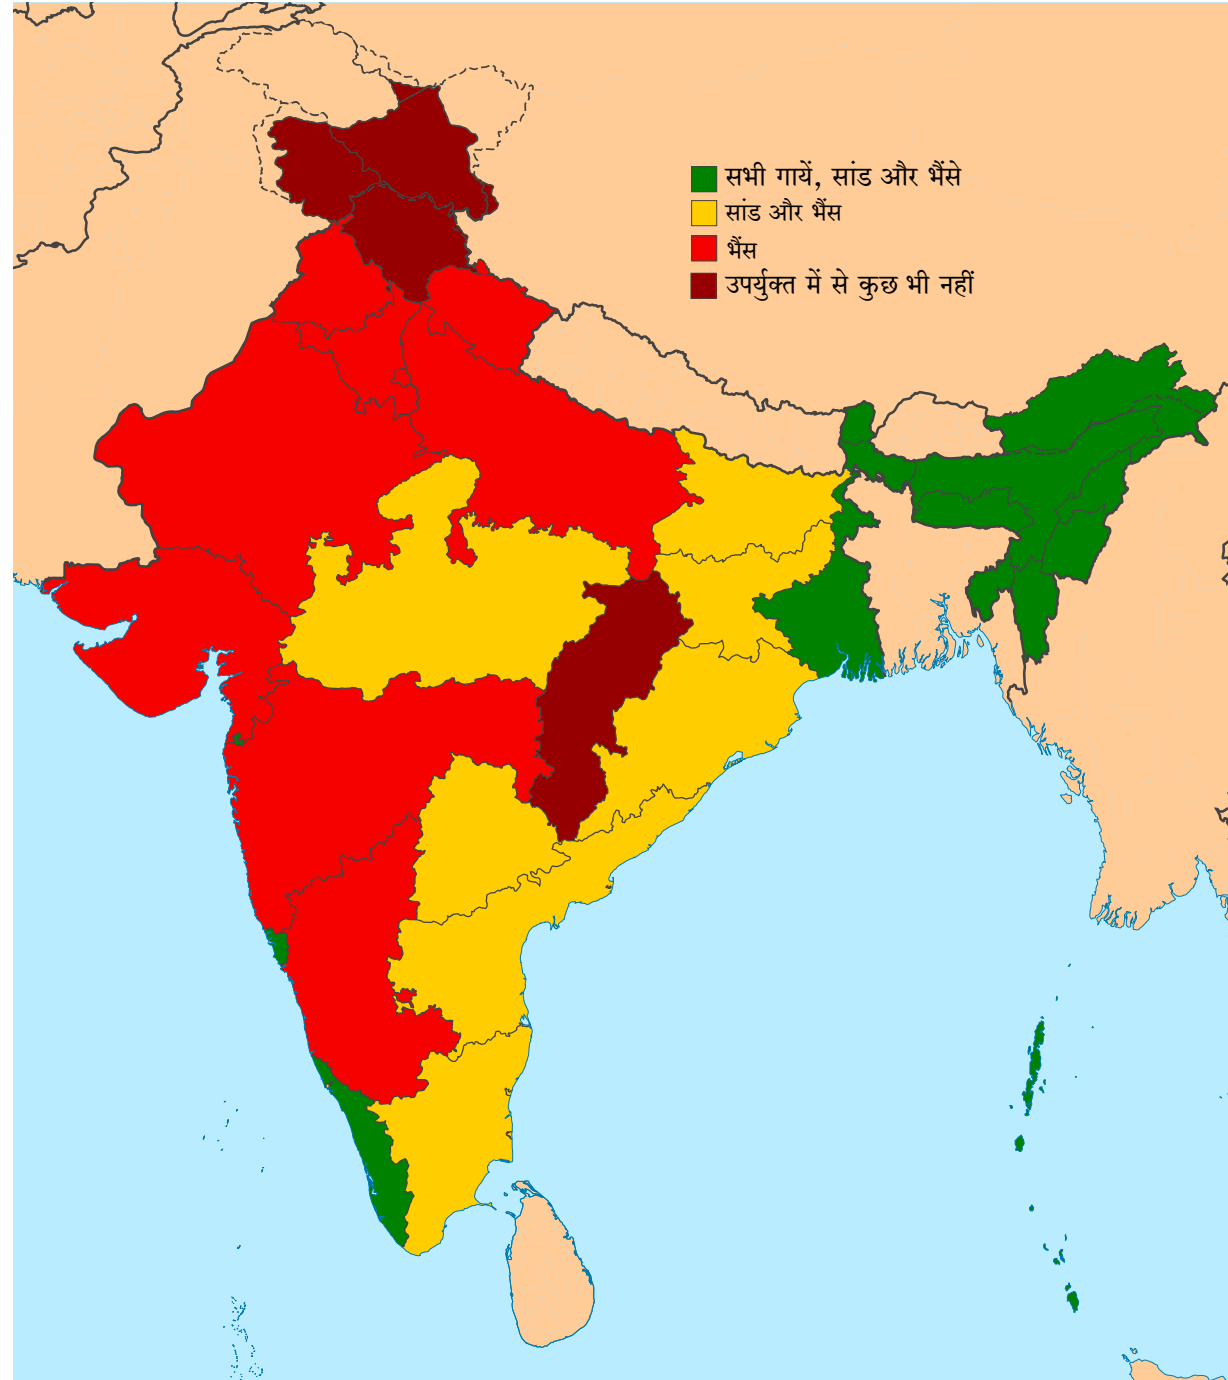 सभी गायें, सांड और भैंसे
सांड और भैंस
भैंस
उपर्युक्त में से कुछ भी नहीं